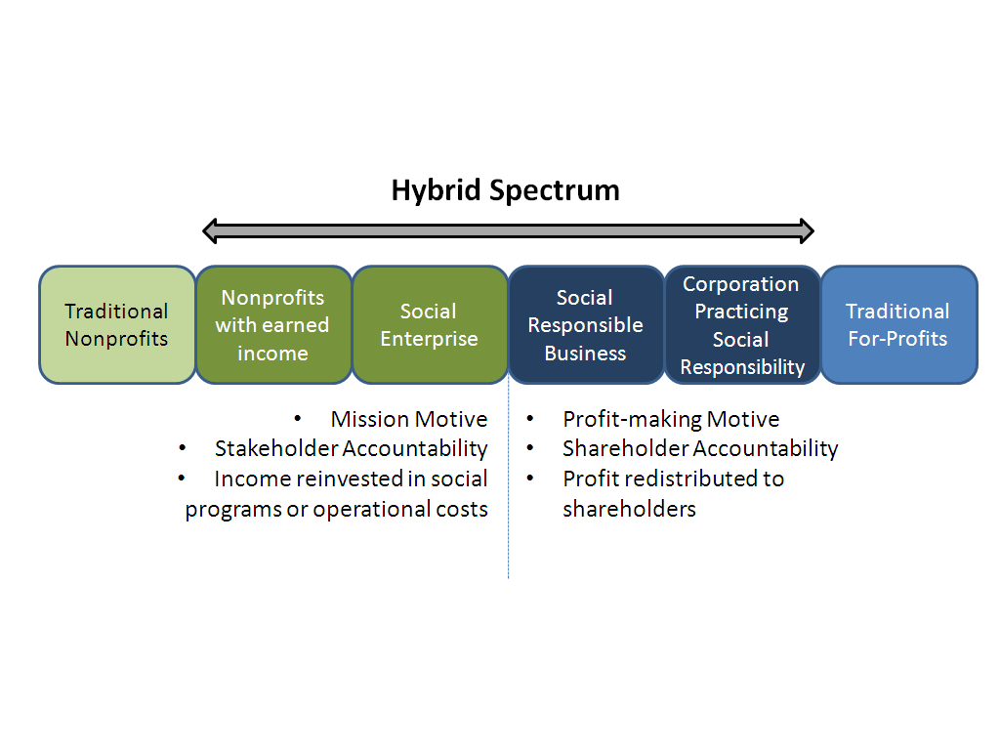 Hybrid Spectrum
Traditional
Nonprofits
Nonprofits
with earned
income
Social
Enterprise
Social
Responsible
Business
Corporation
Practicing
Social
Responsibility
Traditional
For-Profits
• Mission Motive
• Stakeholder Accountability
• Income reinvested in social
programs or operational costs
• Profit-making Motive
• Shareholder Accountability
• Profit redistributed to
shareholders